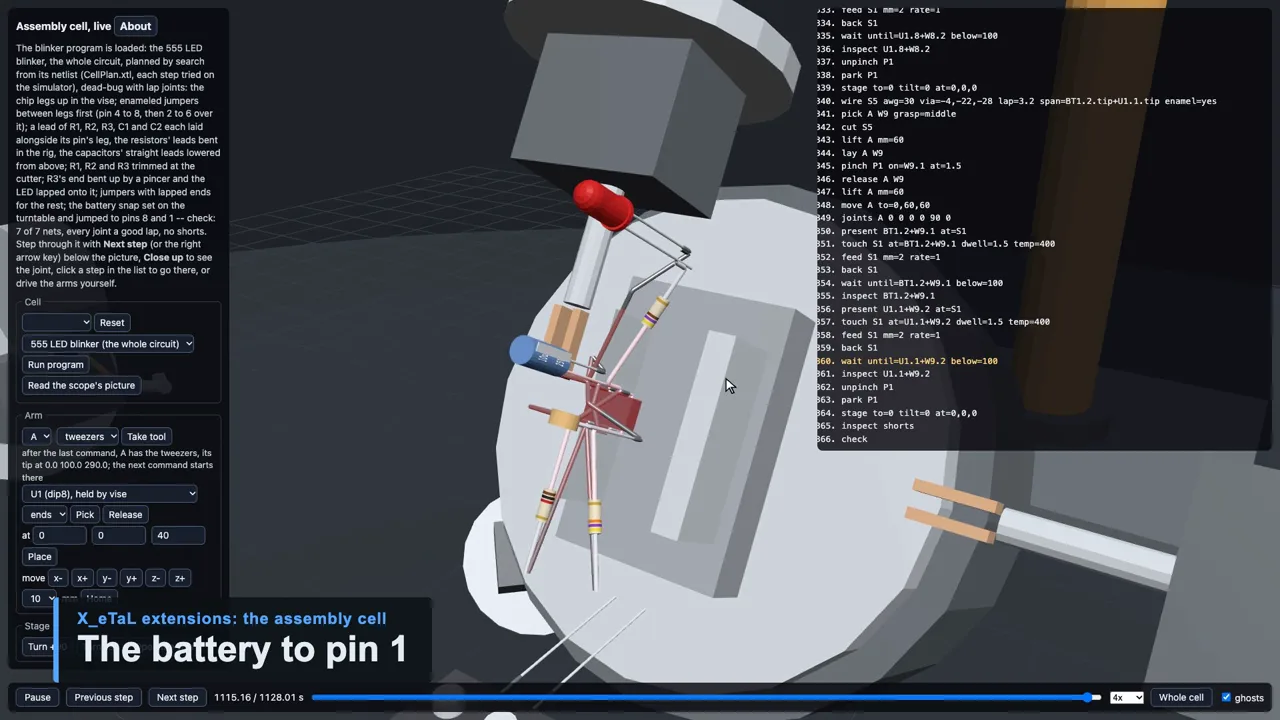 Assembly cell, live About
The blinker program is loaded: the 555 LED
blinker, the whole circuit, planned by search
from its netlist (CellPlan.xtl, each step tried on
the simulator), dead-bug with lap joints: the
chip legs up in the vise; enameled jumpers
between legs first (pin 4 to 8, then 2 to 6 over
it); a lead of R1, R2, R3, C1 and C2 each laid
alongside its pin's leg, the resistors' leads bent
in the rig, the capacitors' straight leads lowered
from above; R1, R2 and R3 trimmed at the
cutter; R3's end bent up by a pincer and the
LED lapped onto it; jumpers with lapped ends
for the rest; the battery snap set on the
turntable and jumped to pins 8 and 1 -- check:
7 of 7 nets, every joint a good lap, no shorts.
Step through it with Next step (or the right
arrow key) below the picture, Close up to see
the joint, click a step in the list to go there, or
drive the arms yourself.
Cell
Reset
555 LED blinker (the whole circuit)
Run program
Read the scope's picture
Arm
A tweezers Take tool
after the last command, A has the tweezers, its
tip at 0.0 100.0 290.0; the next command starts
there
U1 (dip8), held by vise
ends Pick Release
at 0 0 40
Place
move x- x+ y- y+ z- z+
10
Stage
Turn
333. feed S1 mm=2 rate=1
334. back S1
335. wait until=U1.8+W8.2 below=100
336. inspect U1.8+W8.2
337. unpinch P1
338. park P1
339. stage to=0 tilt=0 at=0,0,0
340. wire S5 awg=30 via=-4,-22,-28 lap=3.2 span=BT1.2.tip+U1.1.tip enamel=yes
341. pick A W9 grasp=middle
342. cut S5
343. lift A mm=60
344. lay A W9
345. pinch P1 on=W9.1 at=1.5
346. release A W9
347. lift A mm=60
348. move A to=0,60,60
349. joints A 0 0 0 0 90 0
350. present BT1.2+W9.1 at=S1
351. touch S1 at=BT1.2+W9.1 dwell=1.5 temp=400
352. feed S1 mm=2 rate=1
353. back S1
354. wait until=BT1.2+W9.1 below=100
355. inspect BT1.2+W9.1
356. present U1.1+W9.2 at=S1
357. touch S1 at=U1.1+W9.2 dwell=1.5 temp=400
358. feed S1 mm=2 rate=1
359. back S1
360. wait until=U1.1+W9.2 below=100
361. inspect U1.1+W9.2
362. unpinch P1
363. park P1
364. stage to=0 tilt=0 at=0,0,0
365. inspect shorts
366. check
X_eTaL extensions: the assembly cell
The battery to pin 1
Pause Previous step Next step 1115.16 / 1128.01 s 4x Whole cell ghosts